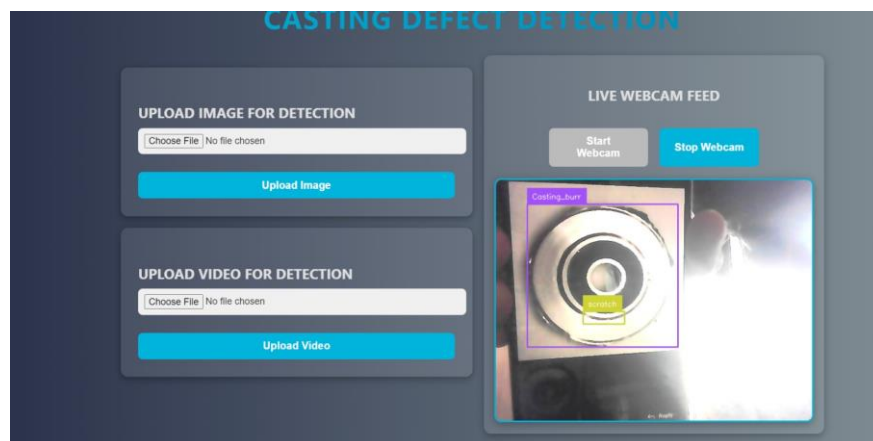 CASTING DEFECT DETECTION
UPLOAD IMAGE FOR DETECTION
Choose File No file chosen
Upload Image
UPLOAD VIDEO FOR DETECTION
Choose File No file chosen
Upload Video
LIVE WEBCAM FEED
Start
Webcam
Stop Webcam
Casting_burr
scratch